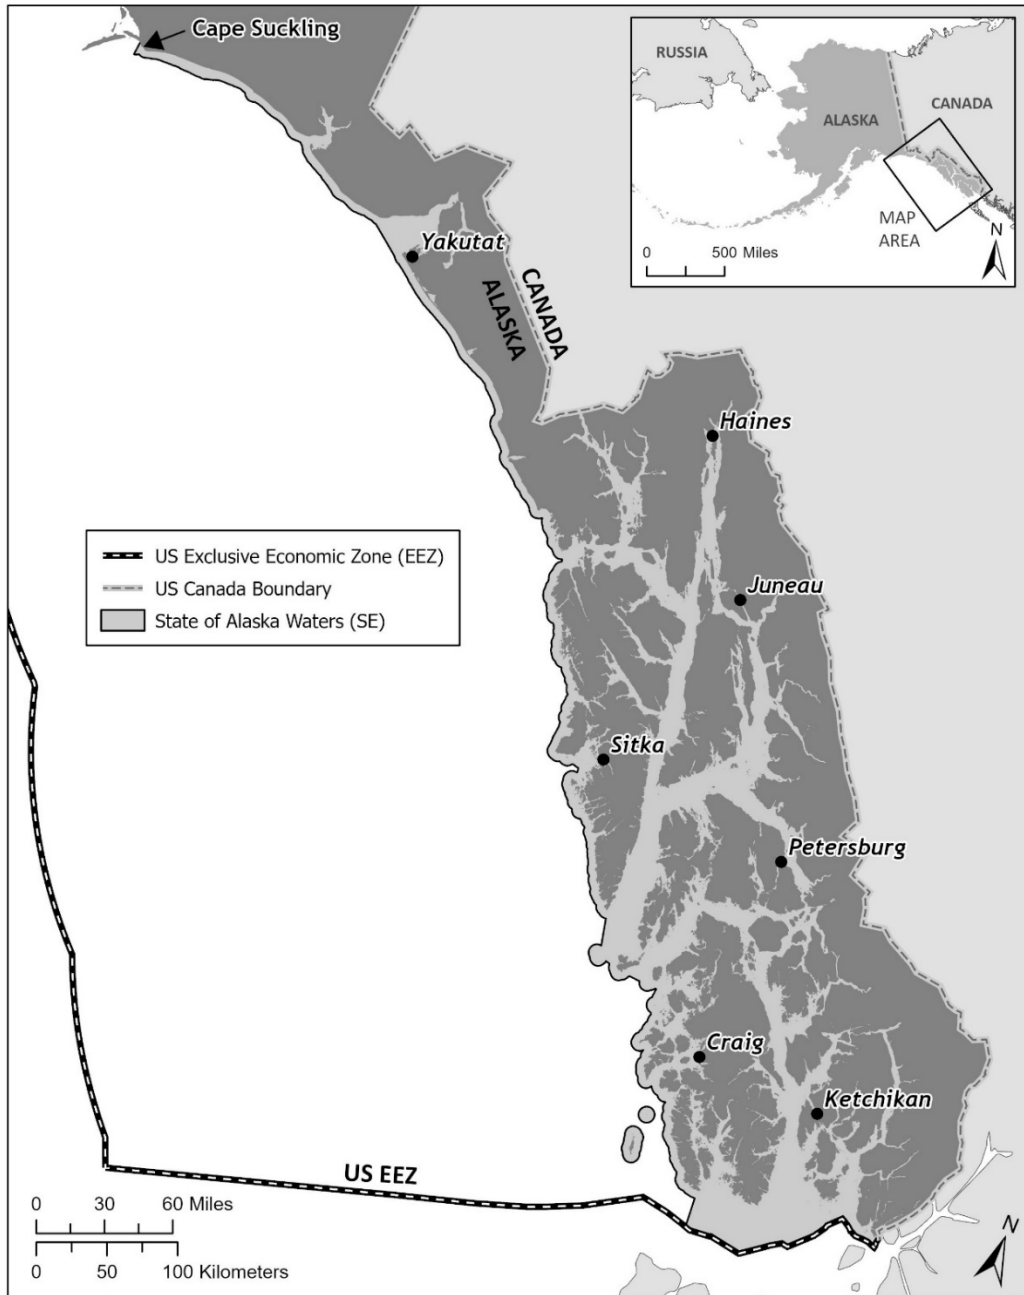 Cape Suckling
RUSSIA
ALASKA
CANADA
MAP
AREA
N
0 500 Miles
Yakutat
ALASKA
CANADA
Haines
US Exclusive Economic Zone (EEZ)
US Canada Boundary
State of Alaska Waters (SE)
Juneau
Sitka
Petersburg
Craig
Ketchikan
US EEZ
0 30 60 Miles
0 50 100 Kilometers
N